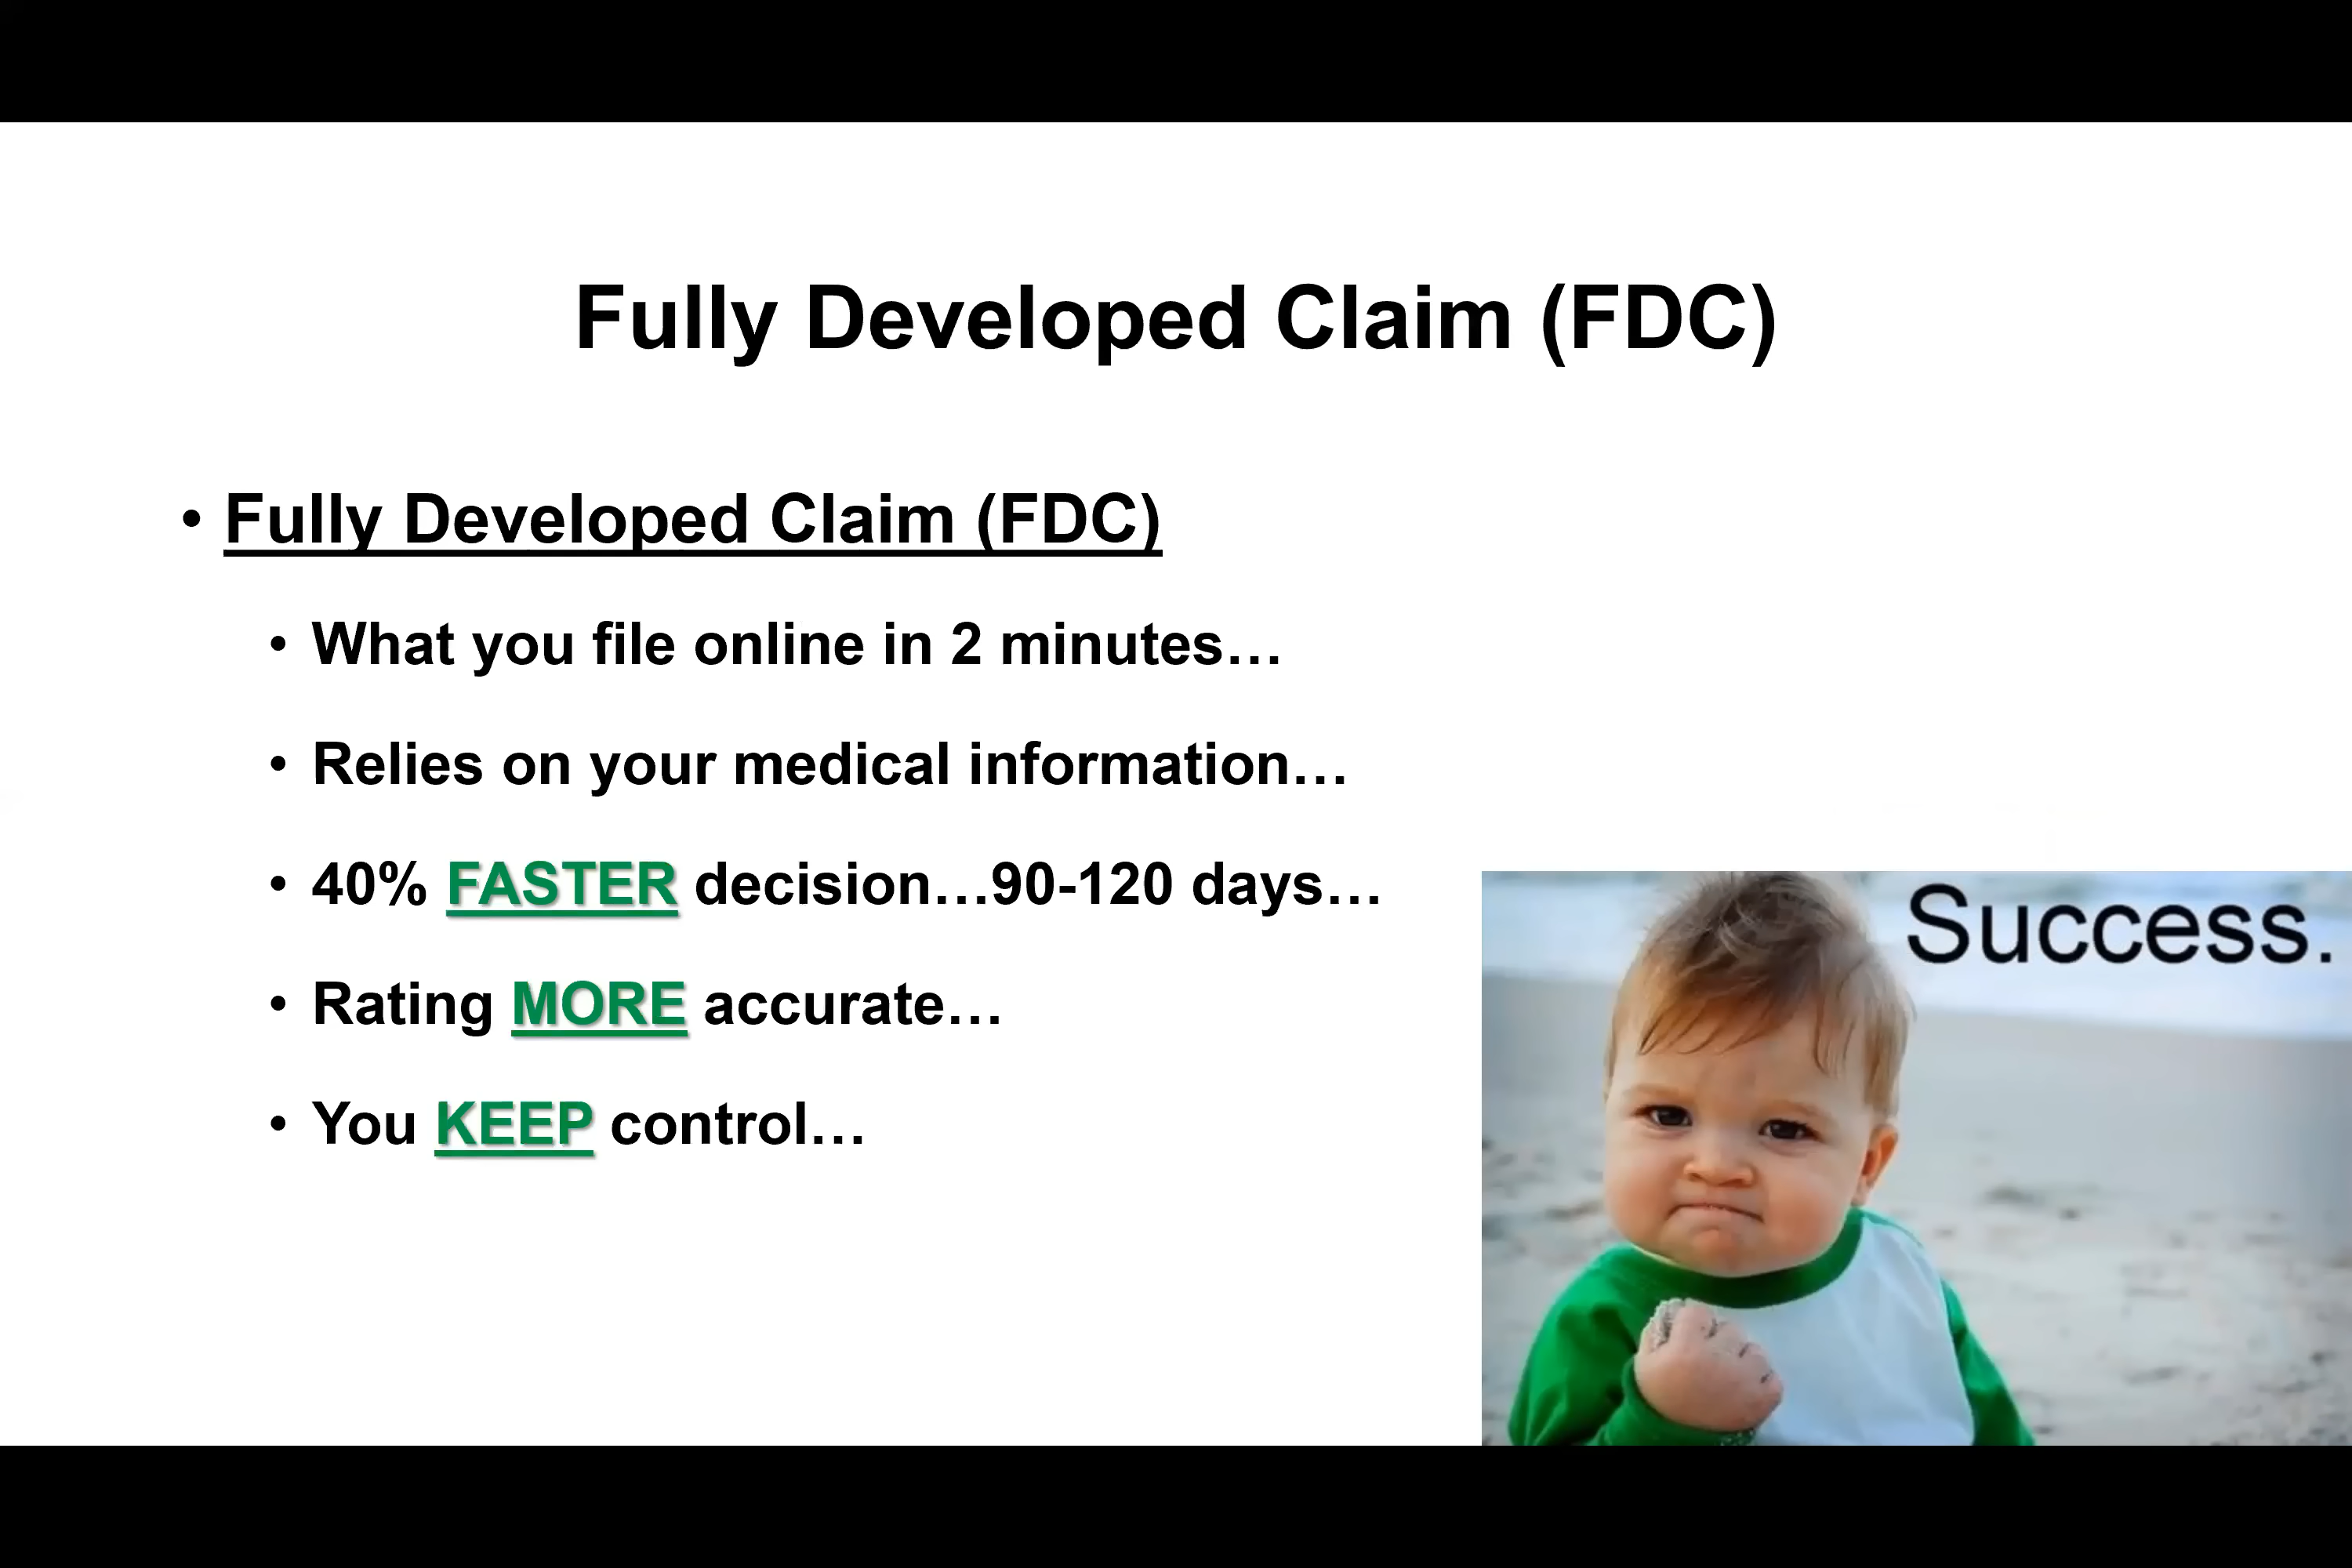 Fully Developed Claim (FDC)
• Fully Developed Claim (FDC)
• What you file online in 2 minutes…
• Relies on your medical information…
• 40% FASTER decision…90-120 days…
• Rating MORE accurate…
• You KEEP control…
Success.